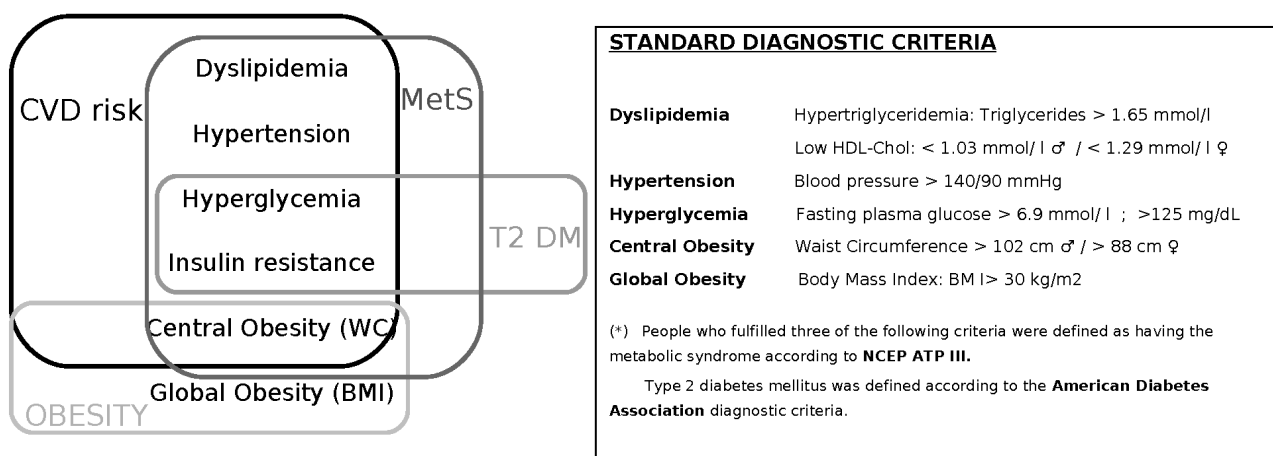 CVD risk
MetS
Dyslipidemia
Hypertension
Hyperglycemia
Insulin resistance
T2 DM
Central Obesity (WC)
Global Obesity (BMI)
OBESITY
STANDARD DIAGNOSTIC CRITERIA
Dyslipidemia Hypertriglyceridemia: Triglycerides > 1.65 mmol/l
Low HDL-Chol: < 1.03 mmol/ l ♂ / < 1.29 mmol/ l ♀
Hypertension Blood pressure > 140/90 mmHg
Hyperglycemia Fasting plasma glucose > 6.9 mmol/ l ; >125 mg/dL
Central Obesity Waist Circumference > 102 cm ♂ / > 88 cm ♀
Global Obesity Body Mass Index: BM I> 30 kg/m2
(*) People who fulfilled three of the following criteria were defined as having the
metabolic syndrome according to NCEP ATP III.
Type 2 diabetes mellitus was defined according to the American Diabetes
Association diagnostic criteria.